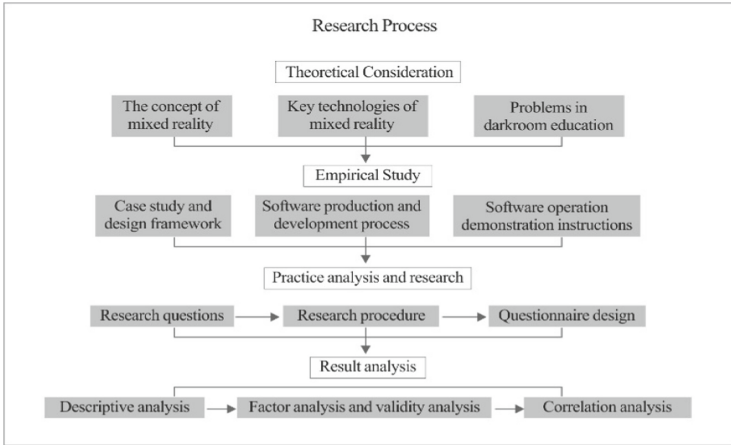 Research Process
Theoretical Consideration
The concept of
mixed reality
Key technologies of
mixed reality
Problems in
darkroom education
Empirical Study
Case study and
design framework
Software production and
development process
Software operation
demonstration instructions
Practice analysis and research
Research questions
Research procedure
Questionnaire design
Result analysis
Descriptive analysis
Factor analysis and validity analysis
Correlation analysis